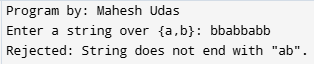 Program by: Mahesh Udas
Enter a string over {a,b}: bbabbabb
Rejected: String does not end with "ab".